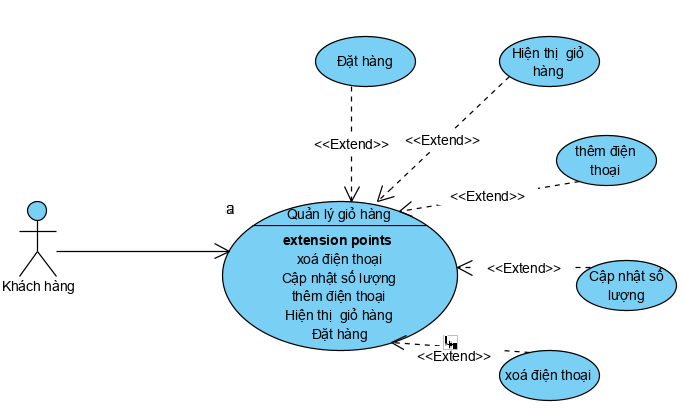 Đặt hàng
Hiện thị giỏ
hàng
<<Extend>>
<<Extend>>
thêm điện
thoại
<<Extend>>
a
Quản lý giỏ hàng
extension points
xoá điện thoại
Cập nhật số lượng
thêm điện thoại
Hiện thị giỏ hàng
Đặt hàng
Khách hàng
<<Extend>>
Cập nhật số
lượng
<<Extend>>
xoá điện thoại